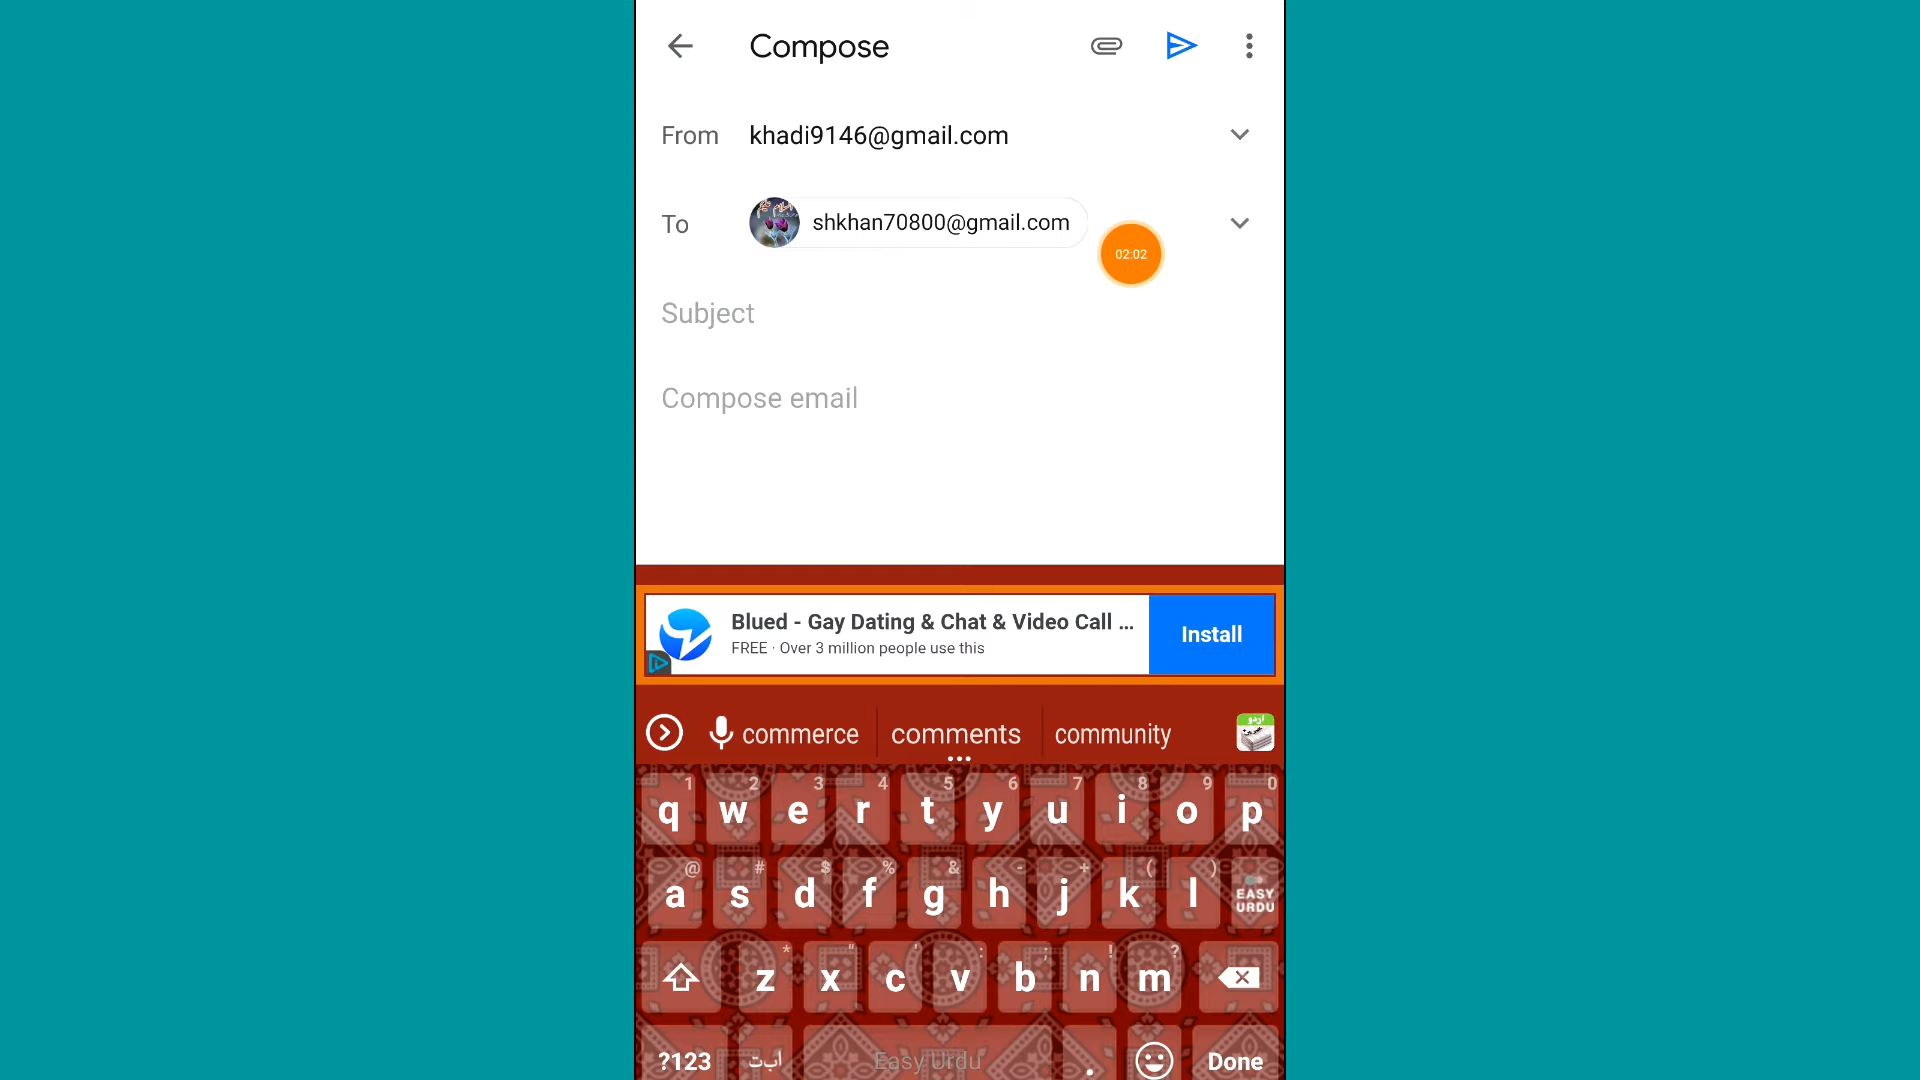 Compose
From khadi9146@gmail.com
To shkhan70800@gmail.com
02:02
Subject
Compose email
Blued - Gay Dating & Chat & Video Call ...
FREE · Over 3 million people use this
Install
commerce comments community
اردو
1 2 3 4 5 6 7 8 9 0
q w e r t y u i o p
@ # $ % & - + ( )
a s d f g h j k l EASY URDU
* " ' : ; ! ?
z x c v b n m
?123 ا ب ت Easy Urdu . Done